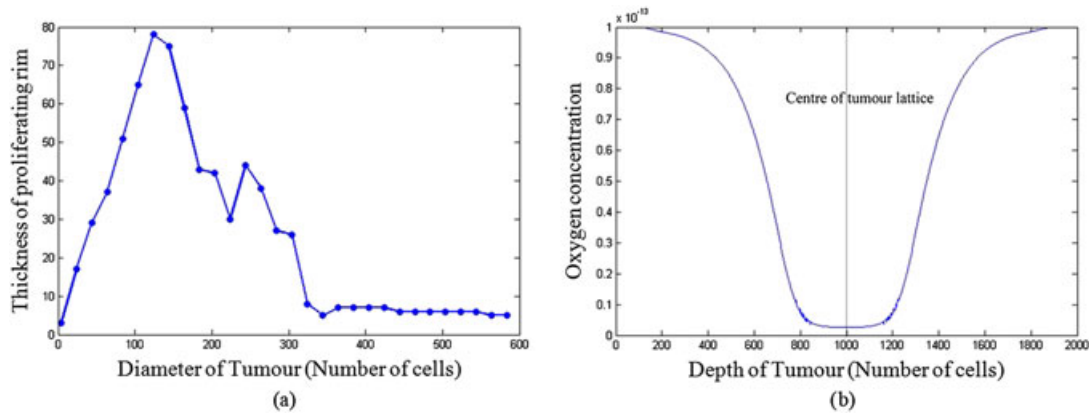 80
70
60
50
40
30
20
10
0
0 100 200 300 400 500 600
Thickness of proliferating rim
Diameter of Tumour (Number of cells)
(a)
1 x 10⁻¹³
0.9
0.8
0.7
0.6
0.5
0.4
0.3
0.2
0.1
0
0 200 400 600 800 1000 1200 1400 1600 1800 2000
Oxygen concentration
Centre of tumour lattice
Depth of Tumour (Number of cells)
(b)